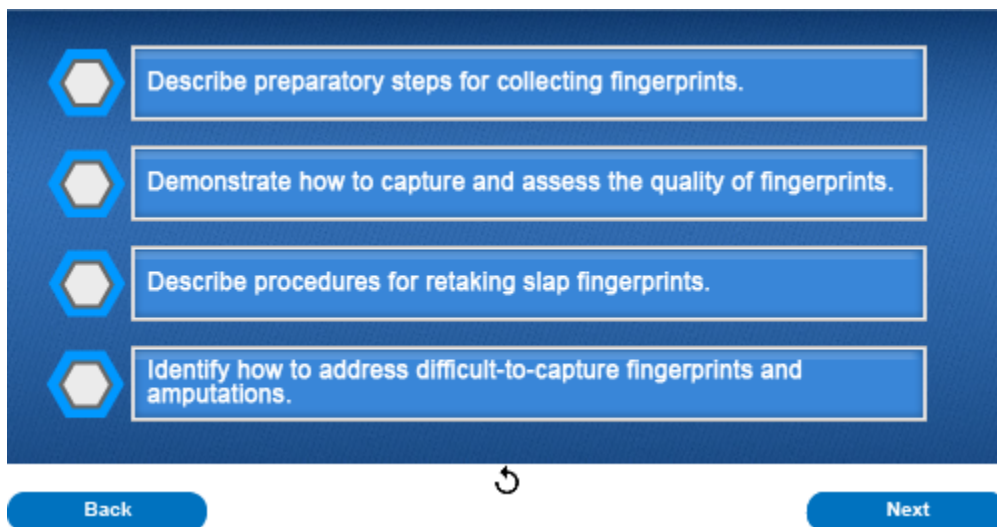 Describe preparatory steps for collecting fingerprints.
Demonstrate how to capture and assess the quality of fingerprints.
Describe procedures for retaking slap fingerprints.
Identify how to address difficult-to-capture fingerprints and
amputations.
Back
Next